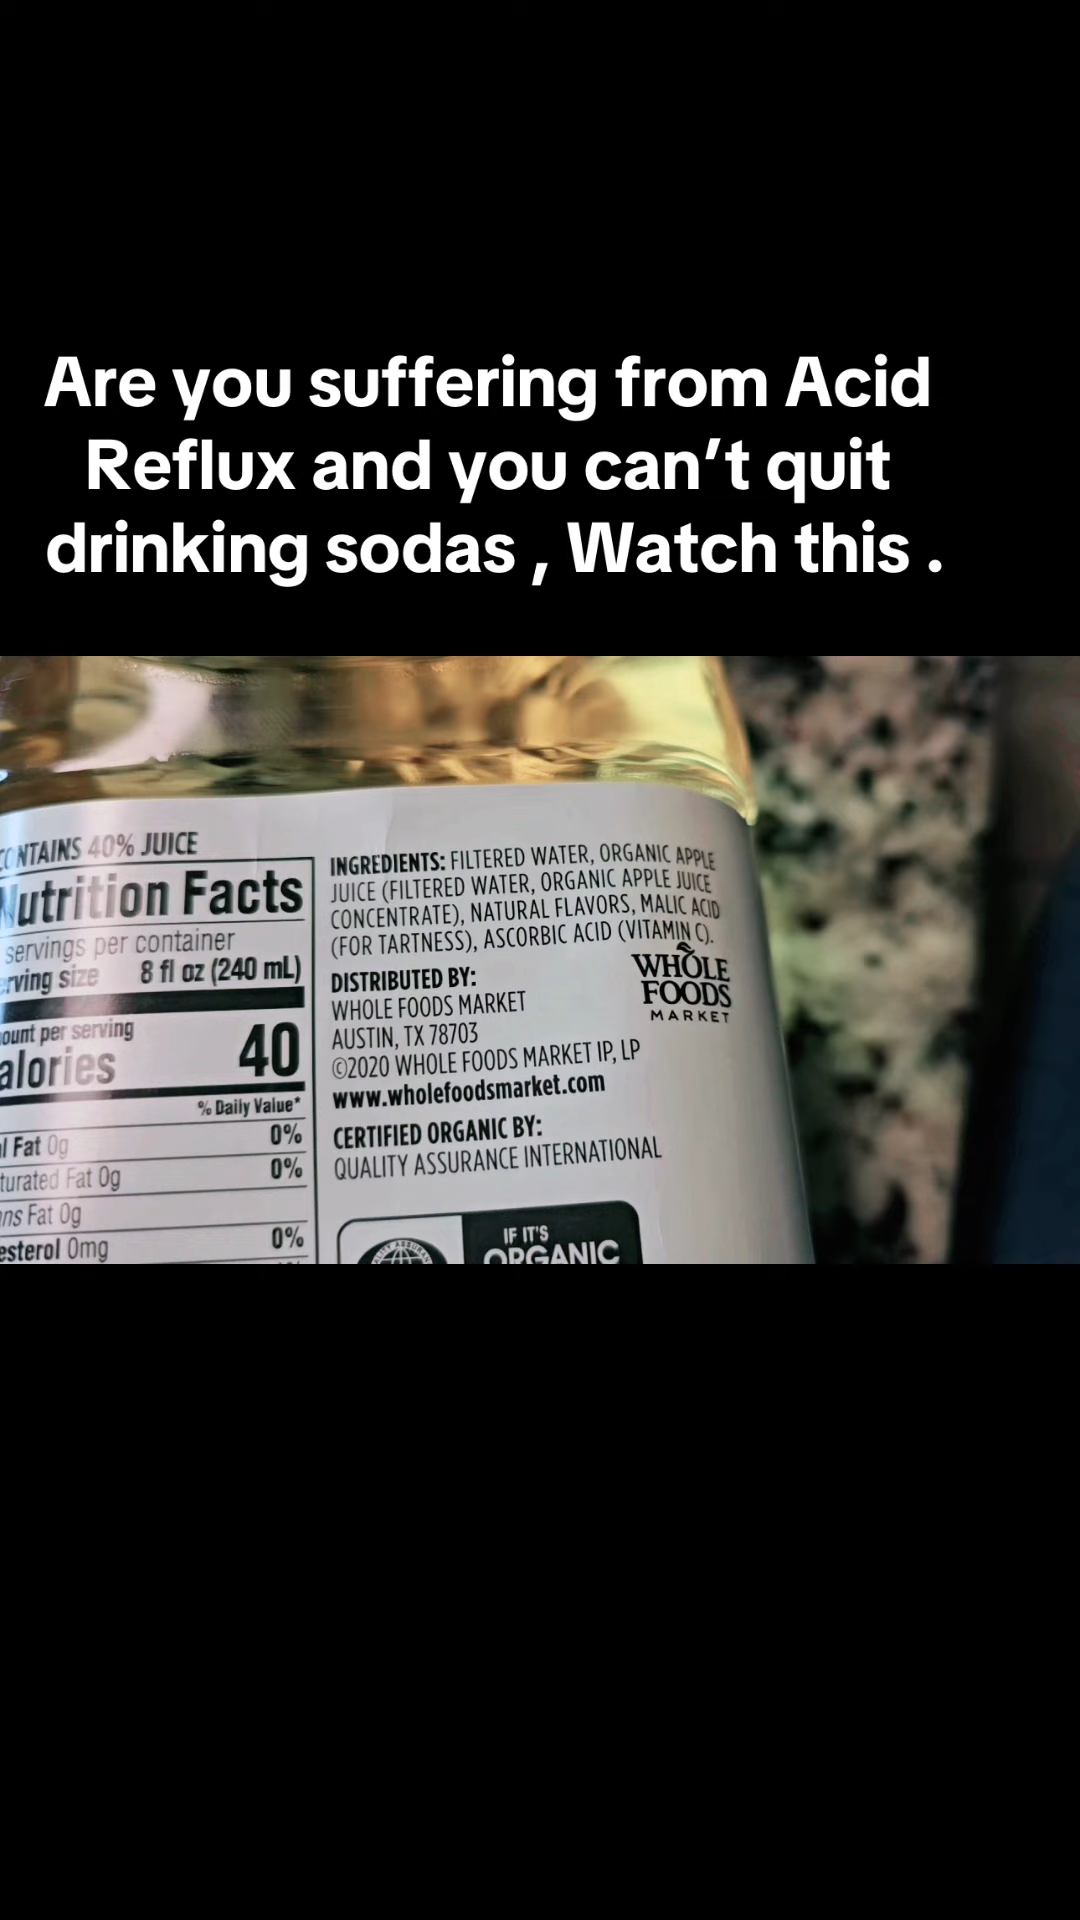 Are you suffering from Acid
Reflux and you can’t quit
drinking sodas , Watch this .
CONTAINS 40% JUICE
Nutrition Facts
servings per container
erving size 8 fl oz (240 mL)
ount per serving
alories 40
% Daily Value*
l Fat 0g 0%
turated Fat 0g 0%
ans Fat 0g
esterol 0mg 0%
INGREDIENTS: FILTERED WATER, ORGANIC APPLE
JUICE (FILTERED WATER, ORGANIC APPLE JUICE
CONCENTRATE), NATURAL FLAVORS, MALIC ACID
(FOR TARTNESS), ASCORBIC ACID (VITAMIN C).
DISTRIBUTED BY:
WHOLE FOODS MARKET
AUSTIN, TX 78703
©2020 WHOLE FOODS MARKET IP, LP
www.wholefoodsmarket.com
WHOLE
FOODS
MARKET
CERTIFIED ORGANIC BY:
QUALITY ASSURANCE INTERNATIONAL
IF IT'S
ORGANIC